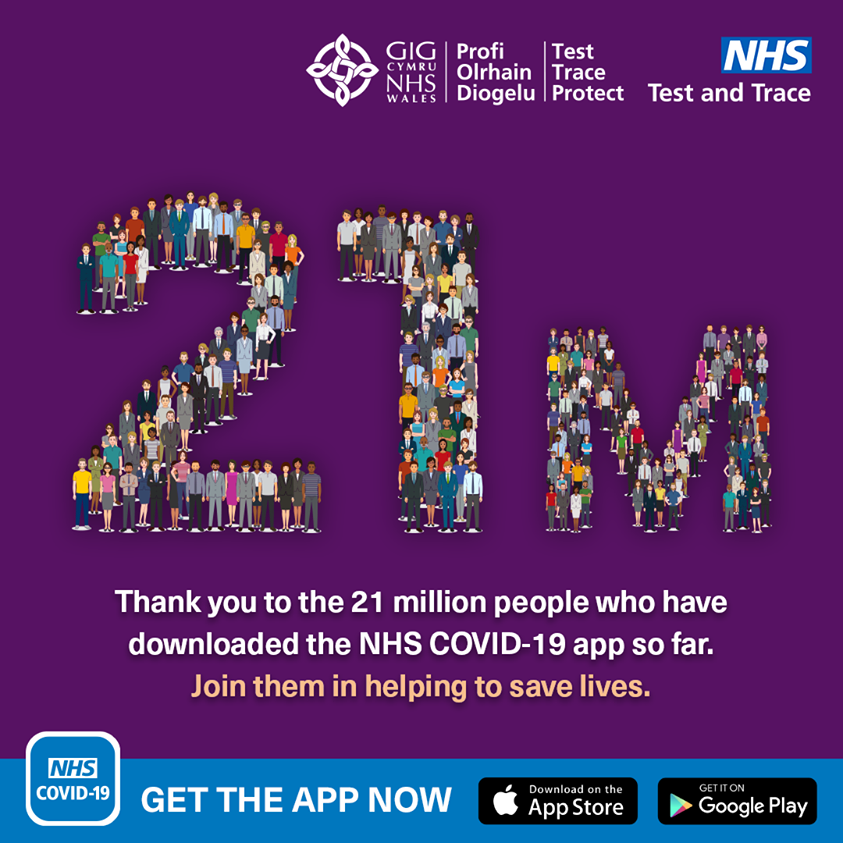 GIG
CYMRU
NHS
WALES
Profi
Olrhain
Diogelu
Test
Trace
Protect
NHS
Test and Trace
21M
Thank you to the 21 million people who have
downloaded the NHS COVID-19 app so far.
Join them in helping to save lives.
NHS
COVID-19
GET THE APP NOW
Download on the
App Store
GET IT ON
Google Play